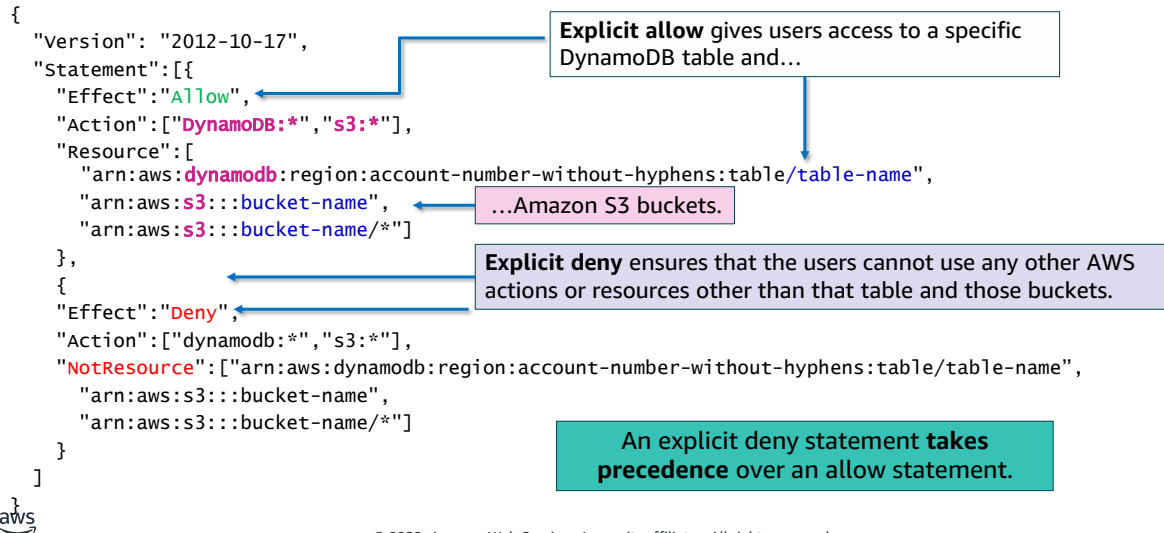 {
"Version": "2012-10-17",
"Statement":[{
"Effect":"Allow",
"Action":["DynamoDB:*","s3:*"],
"Resource":[
"arn:aws:dynamodb:region:account-number-without-hyphens:table/table-name",
"arn:aws:s3:::bucket-name",
"arn:aws:s3:::bucket-name/*"]
},
{
"Effect":"Deny",
"Action":["dynamodb:*","s3:*"],
"NotResource":["arn:aws:dynamodb:region:account-number-without-hyphens:table/table-name”,
"arn:aws:s3:::bucket-name",
"arn:aws:s3:::bucket-name/*"]
}
]
}
Explicit allow gives users access to a specific
DynamoDB table and…
…Amazon S3 buckets.
Explicit deny ensures that the users cannot use any other AWS
actions or resources other than that table and those buckets.
An explicit deny statement takes
precedence over an allow statement.
aws